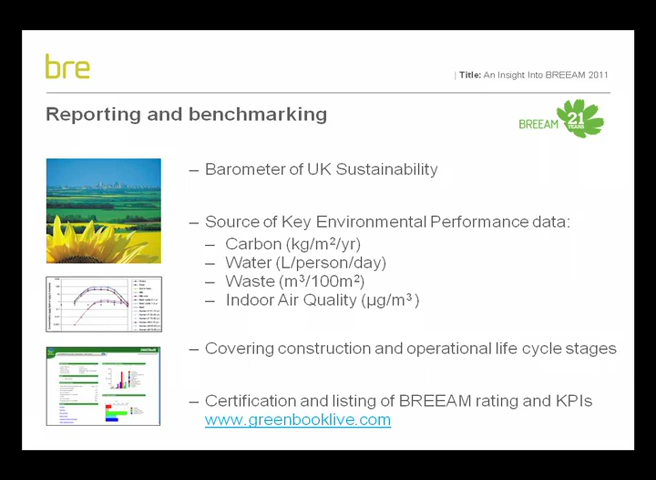 bre
| Title: An Insight Into BREEAM 2011
Reporting and benchmarking
BREEAM 21
YEARS
– Barometer of UK Sustainability
– Source of Key Environmental Performance data:
– Carbon (kg/m²/yr)
– Water (L/person/day)
– Waste (m³/100m²)
– Indoor Air Quality (µg/m³)
– Covering construction and operational life cycle stages
– Certification and listing of BREEAM rating and KPIs
www.greenbooklive.com